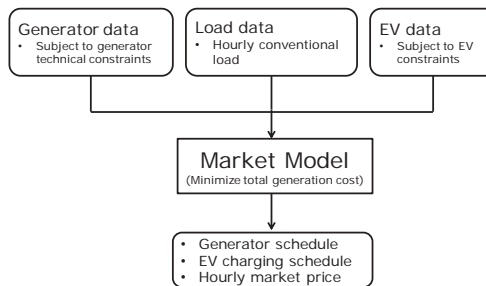 Generator data
• Subject to generator
technical constraints
Load data
• Hourly conventional
load
EV data
• Subject to EV
constraints
Market Model
(Minimize total generation cost)
• Generator schedule
• EV charging schedule
• Hourly market price